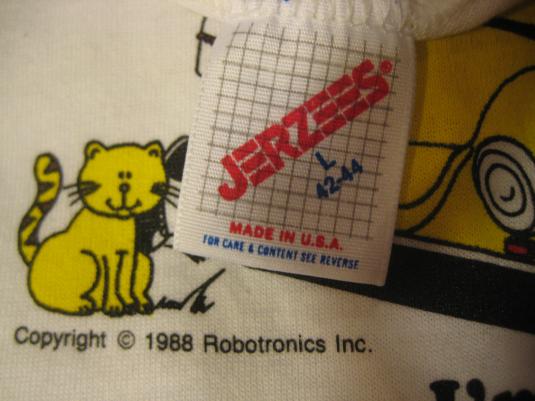 JERZEES®
L
42-44
MADE IN U.S.A.
FOR CARE & CONTENT SEE REVERSE
Copyright © 1988 Robotronics Inc.